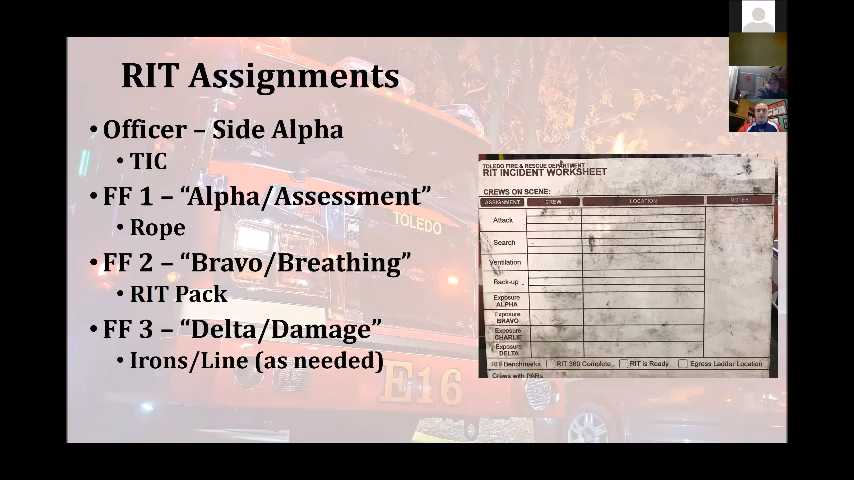 RIT Assignments
• Officer – Side Alpha
• TIC
• FF 1 – “Alpha/Assessment”
• Rope
• FF 2 – “Bravo/Breathing”
• RIT Pack
• FF 3 – “Delta/Damage”
• Irons/Line (as needed)
TOLEDO
E16
TOLEDO FIRE & RESCUE DEPARTMENT
RIT INCIDENT WORKSHEET
CREWS ON SCENE:
ASSIGNMENT CREW LOCATION NOTES
Attack
Search
Ventilation
Back-up
Exposure
ALPHA
Exposure
BRAVO
Exposure
CHARLIE
Exposure
DELTA
RIT Benchmarks RIT 360 Complete RIT is Ready Egress Ladder Location
Crews with PARs